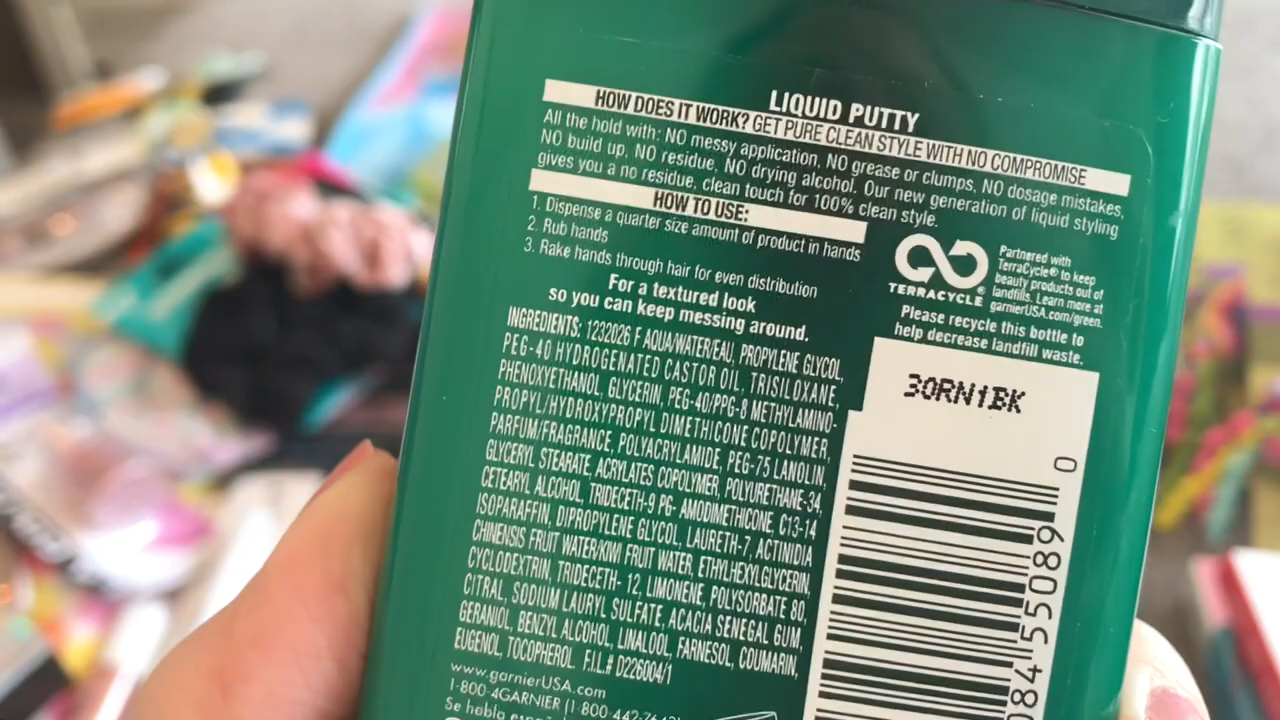 LIQUID PUTTY
HOW DOES IT WORK? GET PURE CLEAN STYLE WITH NO COMPROMISE
All the hold with: NO messy application, NO grease or clumps, NO dosage mistakes,
NO build up, NO residue, NO drying alcohol. Our new generation of liquid styling
gives you a no residue, clean touch for 100% clean style.
HOW TO USE:
1. Dispense a quarter size amount of product in hands
2. Rub hands
3. Rake hands through hair for even distribution
For a textured look
so you can keep messing around.
TERRACYCLE®
Partnered with
TerraCycle® to keep
beauty products out of
landfills. Learn more at
garnierUSA.com/green.
Please recycle this bottle to
help decrease landfill waste.
INGREDIENTS: 1232026 F AQUA/WATER/EAU, PROPYLENE GLYCOL,
PEG-40 HYDROGENATED CASTOR OIL, TRISILOXANE,
PHENOXYETHANOL, GLYCERIN, PEG-40/PPG-8 METHYLAMINO-
PROPYL/HYDROXYPROPYL DIMETHICONE COPOLYMER,
PARFUM/FRAGRANCE, POLYACRYLAMIDE, PEG-75 LANOLIN,
GLYCERYL STEARATE, ACRYLATES COPOLYMER, POLYURETHANE-34,
CETEARYL ALCOHOL, TRIDECETH-9 PG- AMODIMETHICONE, C13-14
ISOPARAFFIN, DIPROPYLENE GLYCOL, LAURETH-7, ACTINIDIA
CHINENSIS FRUIT WATER/KIWI FRUIT WATER, ETHYLHEXYLGLYCERIN,
CYCLODEXTRIN, TRIDECETH- 12, LIMONENE, POLYSORBATE 80,
CITRAL, SODIUM LAURYL SULFATE, ACACIA SENEGAL GUM,
GERANIOL, BENZYL ALCOHOL, LINALOOL, FARNESOL, COUMARIN,
EUGENOL, TOCOPHEROL. F.I.L.# D226004/1
www.garnierUSA.com
1-800-4GARNIER (1-800-442-7643)
Se habla
30RN1BK
084 55089 0